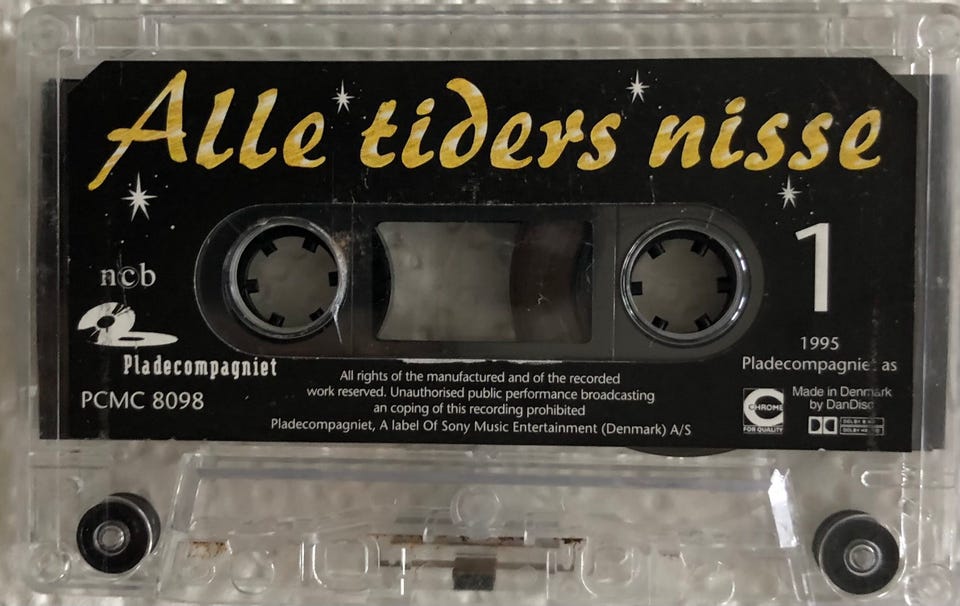 Alle tiders nisse
1
n©b
Pladecompagniet
PCMC 8098
All rights of the manufactured and of the recorded
work reserved. Unauthorised public performance broadcasting
an coping of this recording prohibited
Pladecompagniet, A label of Sony Music Entertainment (Denmark) A/S
1995
Pladecompagniet as
CHROME
FOR QUALITY
Made in Denmark
by DanDisc
DOLBY B
DOLBY